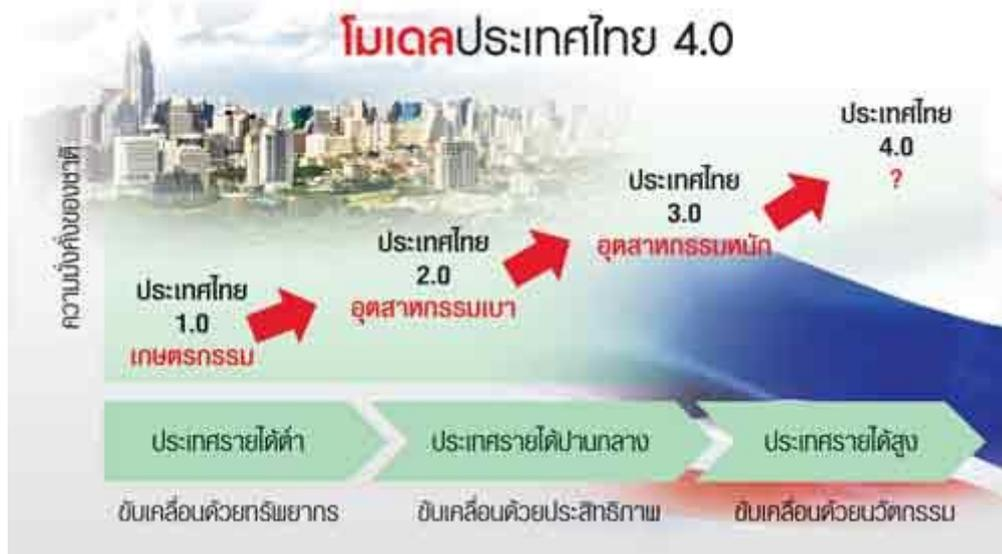 โมเดลประเทศไทย 4.0
ความมั่งคั่งของชาติ
ประเทศไทย
1.0
เกษตรกรรม
ประเทศไทย
2.0
อุตสาหกรรมเบา
ประเทศไทย
3.0
อุตสาหกรรมหนัก
ประเทศไทย
4.0
?
ประเทศรายได้ต่ำ
ประเทศรายได้ปานกลาง
ประเทศรายได้สูง
ขับเคลื่อนด้วยทรัพยากร
ขับเคลื่อนด้วยประสิทธิภาพ
ขับเคลื่อนด้วยนวัตกรรม